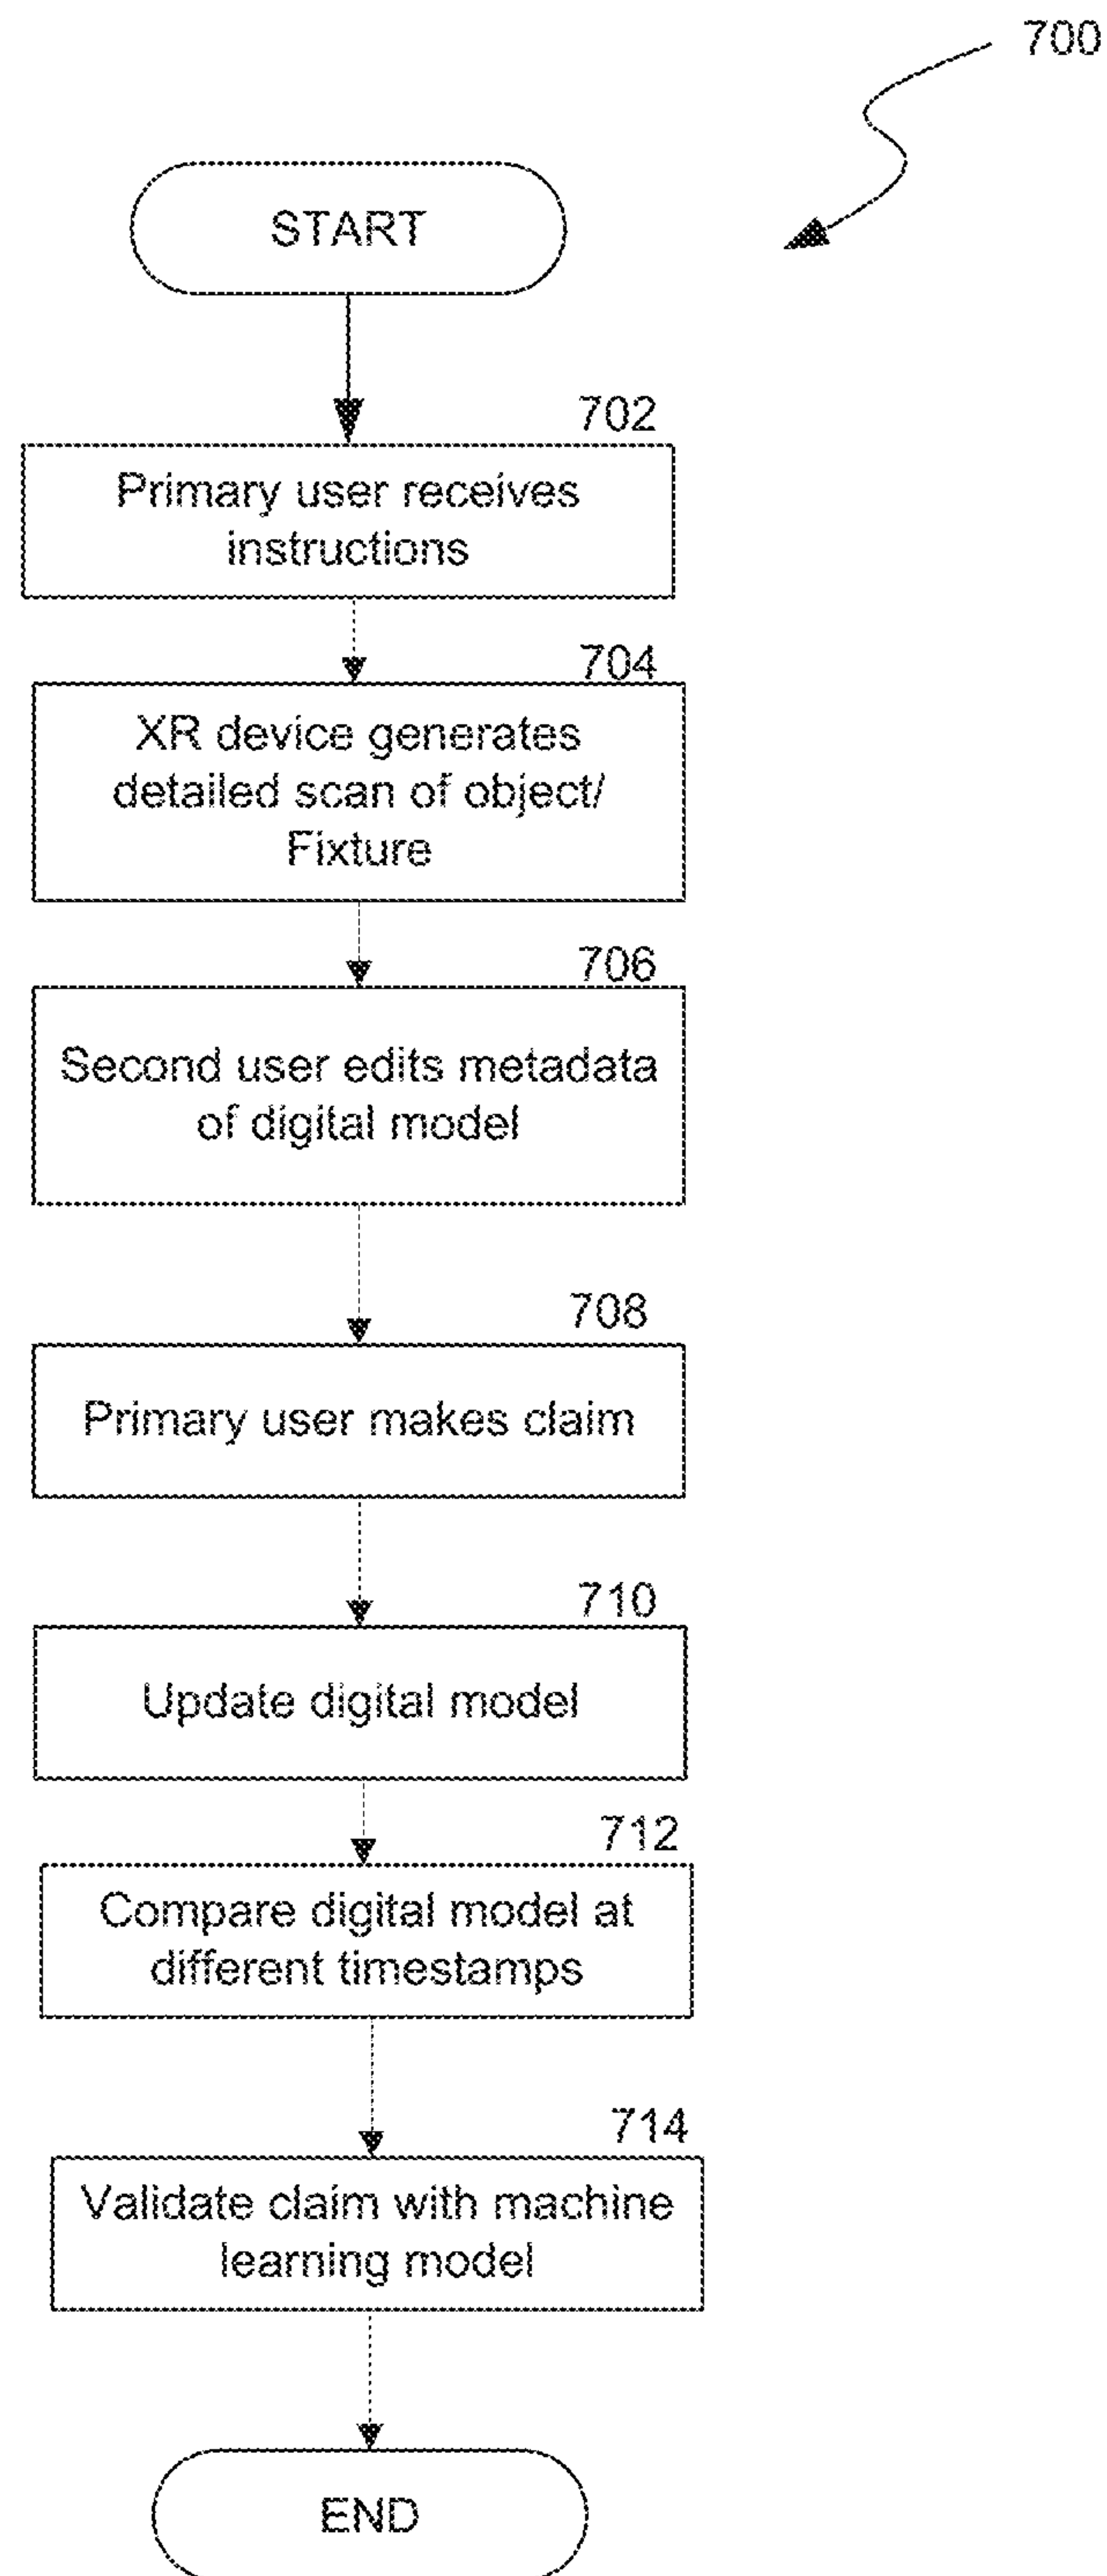 700
START
702
Primary user receives
instructions
704
XR device generates
detailed scan of object/
Fixture
706
Second user edits metadata
of digital model
708
Primary user makes claim
710
Update digital model
712
Compare digital model at
different timestamps
714
Validate claim with machine
learning model
END